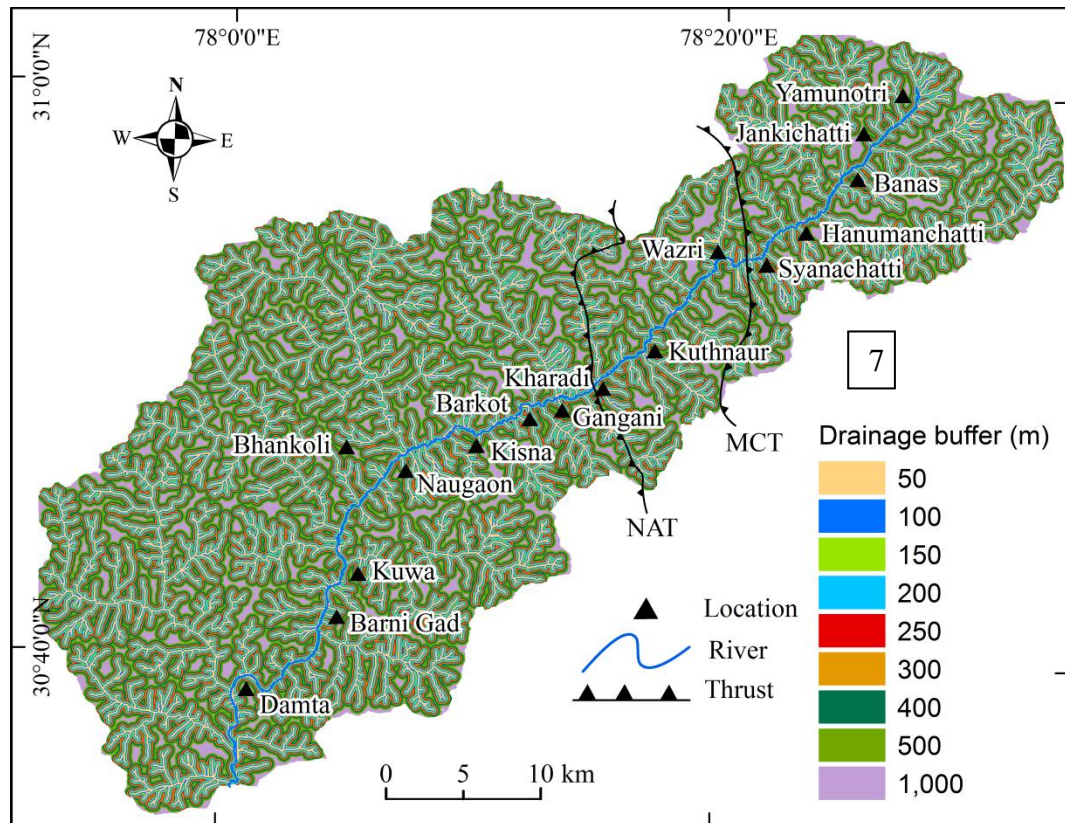 78°0'0"E
78°20'0"E
31°0'0"N
N
W
E
S
Yamunotri
Jankichatti
Banas
Hanumanchatti
Wazri
Syanachatti
7
Kuthnaur
Kharadi
Barkot
Gangani
MCT
Bhankoli
Kisna
Naugaon
NAT
Kuwa
Barni Gad
30°40'0"N
Damta
0 5 10 km
Location
River
Thrust
Drainage buffer (m)
50
100
150
200
250
300
400
500
1,000